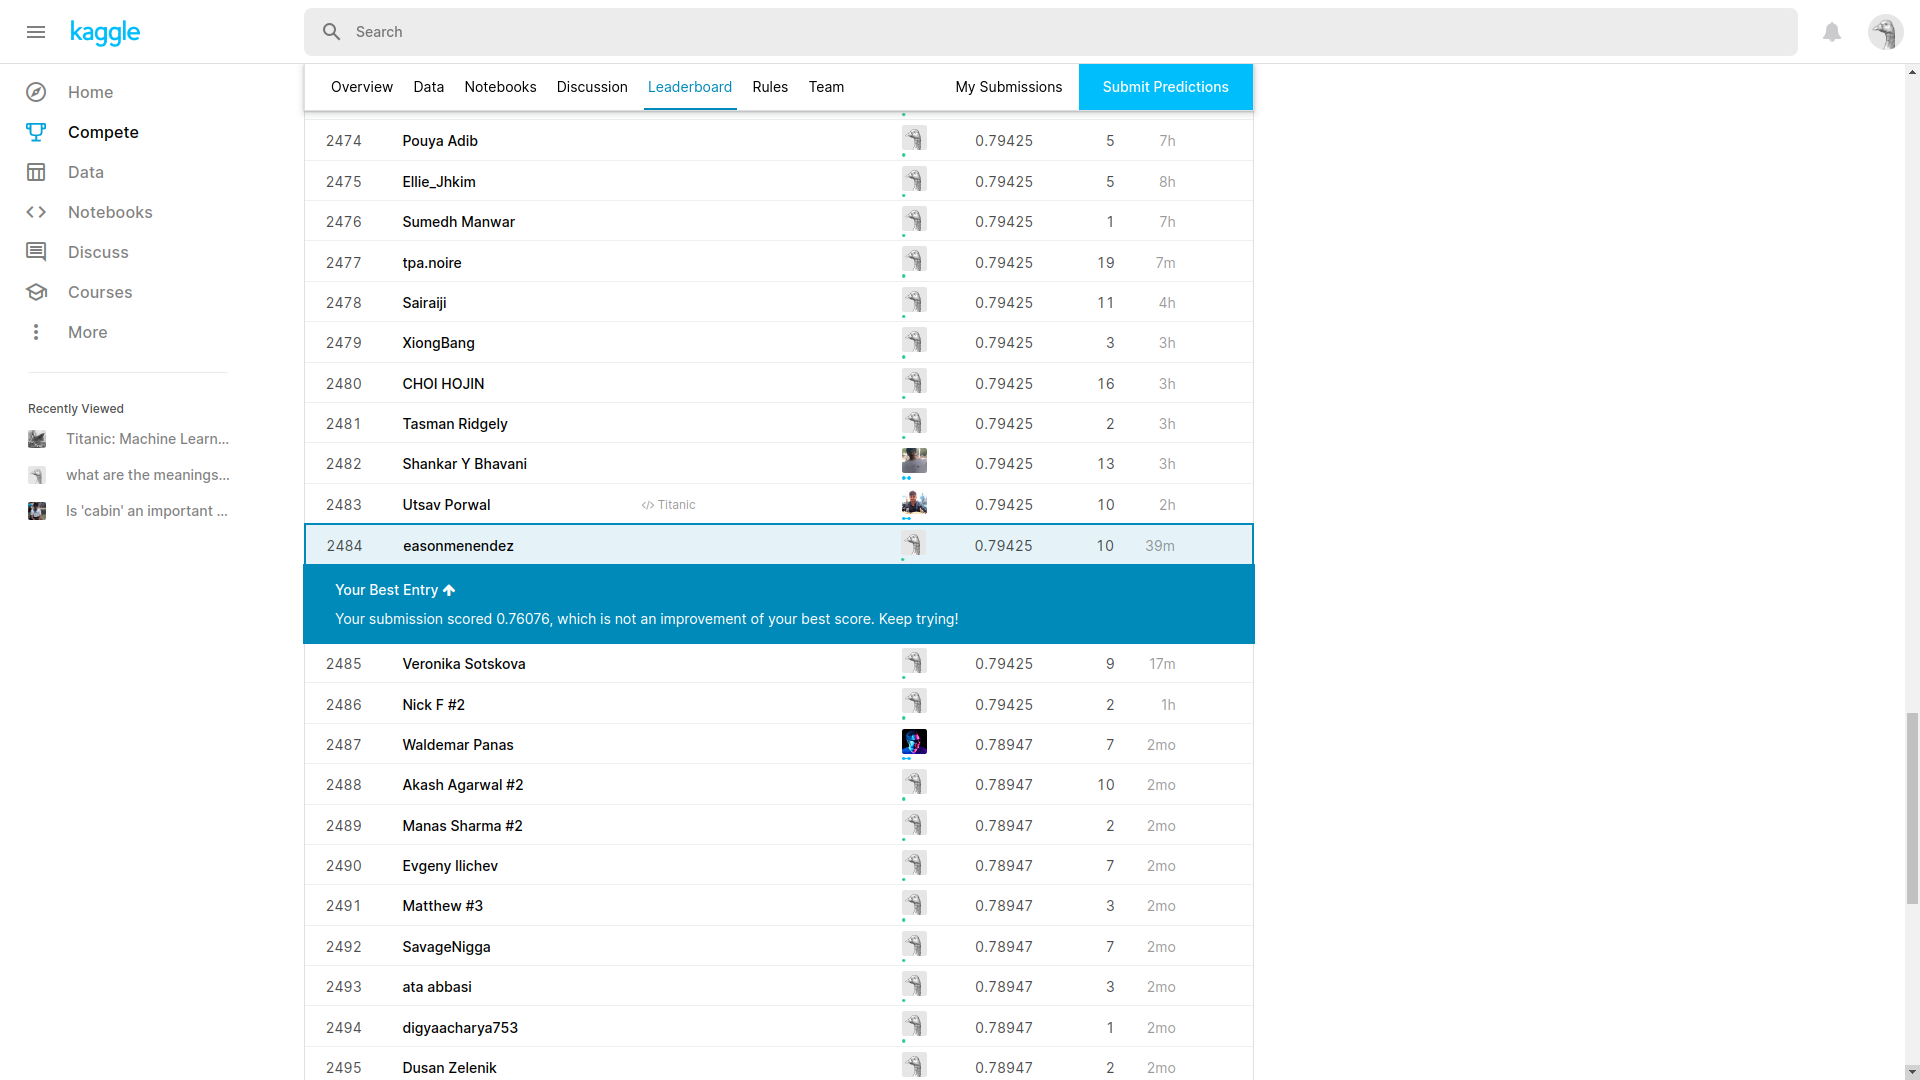 kaggle
Search
Home
Compete
Data
Notebooks
Discuss
Courses
More
Recently Viewed
Titanic: Machine Learn...
what are the meanings...
Is 'cabin' an important ...
Overview Data Notebooks Discussion Leaderboard Rules Team My Submissions Submit Predictions
2474 Pouya Adib 0.79425 5 7h
2475 Ellie_Jhkim 0.79425 5 8h
2476 Sumedh Manwar 0.79425 1 7h
2477 tpa.noire 0.79425 19 7m
2478 Sairaiji 0.79425 11 4h
2479 XiongBang 0.79425 3 3h
2480 CHOI HOJIN 0.79425 16 3h
2481 Tasman Ridgely 0.79425 2 3h
2482 Shankar Y Bhavani 0.79425 13 3h
2483 Utsav Porwal </> Titanic 0.79425 10 2h
2484 easonmenendez 0.79425 10 39m
Your Best Entry ↑
Your submission scored 0.76076, which is not an improvement of your best score. Keep trying!
2485 Veronika Sotskova 0.79425 9 17m
2486 Nick F #2 0.79425 2 1h
2487 Waldemar Panas 0.78947 7 2mo
2488 Akash Agarwal #2 0.78947 10 2mo
2489 Manas Sharma #2 0.78947 2 2mo
2490 Evgeny Ilichev 0.78947 7 2mo
2491 Matthew #3 0.78947 3 2mo
2492 SavageNigga 0.78947 7 2mo
2493 ata abbasi 0.78947 3 2mo
2494 digyaacharya753 0.78947 1 2mo
2495 Dusan Zelenik 0.78947 2 2mo